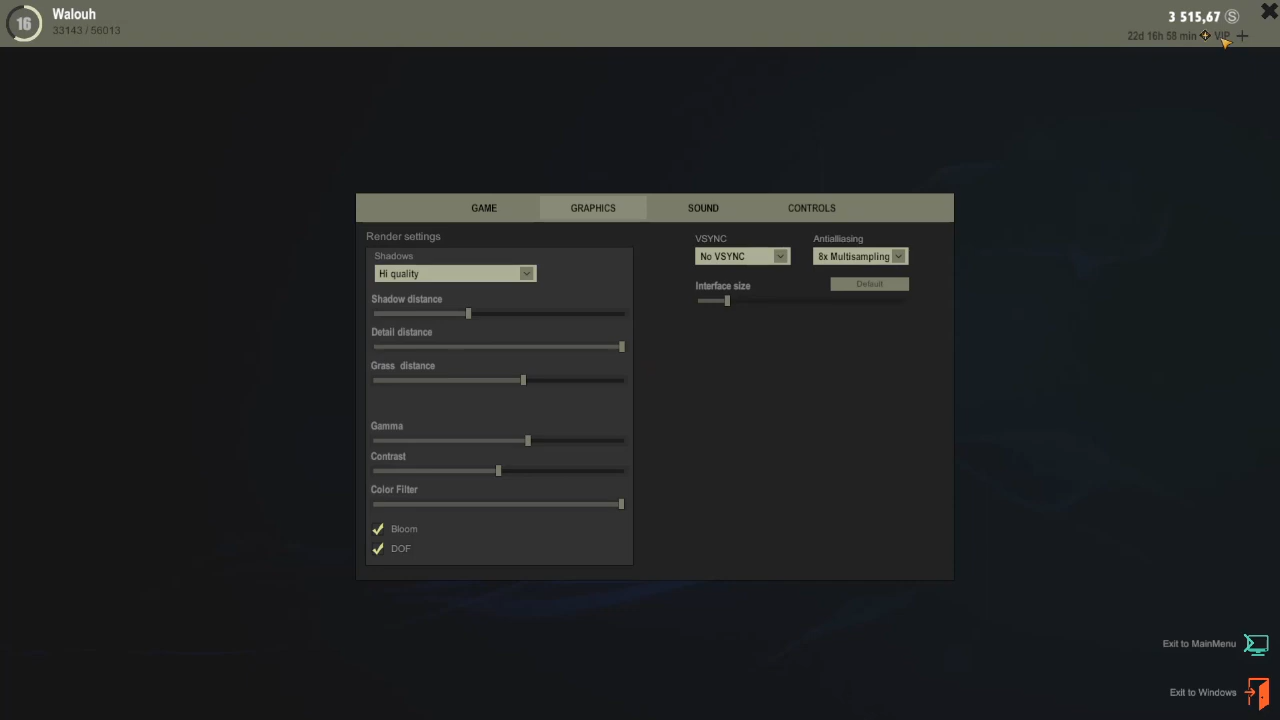 16
Walouh
33143 / 56013
3 515,67 S
22d 16h 58 min VIP
GAME GRAPHICS SOUND CONTROLS
Render settings
Shadows
Hi quality
Shadow distance
Detail distance
Grass distance
Gamma
Contrast
Color Filter
Bloom
DOF
VSYNC Antialliasing
No VSYNC 8x Multisampling
Interface size Default
Exit to MainMenu
Exit to Windows